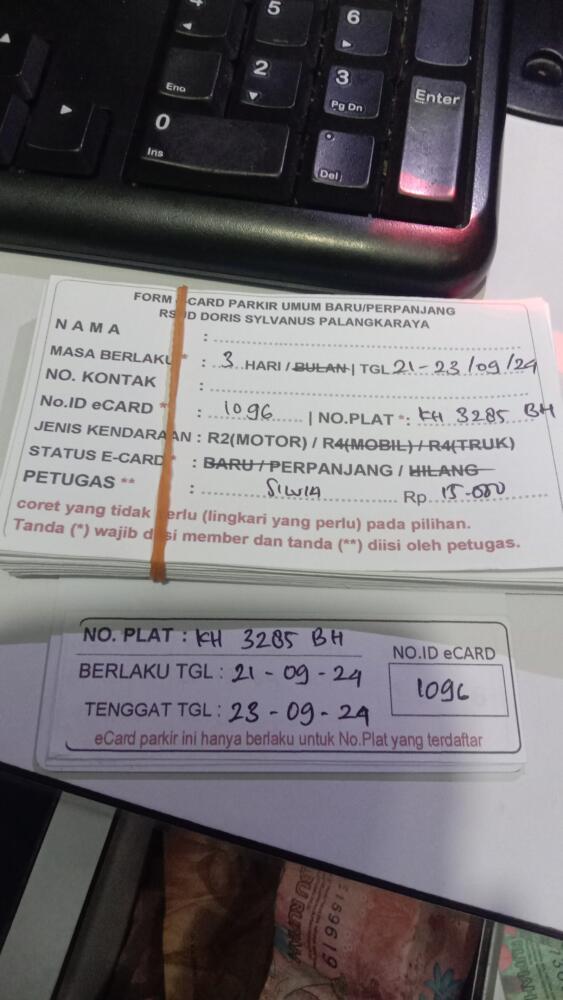 4
5
6
Enq
2
3
Pg Dn
Enter
0
Ins
Del
FORM CARD PARKIR UMUM BARU/PERPANJANG
RS UD DORIS SYLVANUS PALANGKARAYA
NAMA :
MASA BERLAKU * : 3 HARI / BULAN | TGL 21-23/09/24
NO. KONTAK :
No.ID eCARD * : 1096 | NO.PLAT *: KH 3285 BH
JENIS KENDARAAN : R2(MOTOR) / R4(MOBIL) / R4(TRUK)
STATUS E-CARD * : BARU / PERPANJANG / HILANG
PETUGAS ** : SILVIA Rp. 15-000
coret yang tidak perlu (lingkari yang perlu) pada pilihan.
Tanda (*) wajib diisi member dan tanda (**) diisi oleh petugas.
NO. PLAT : KH 3285 BH
NO.ID eCARD
BERLAKU TGL : 21 - 09 - 24
1096
TENGGAT TGL : 23 - 09 - 24
eCard parkir ini hanya berlaku untuk No.Plat yang terdaftar